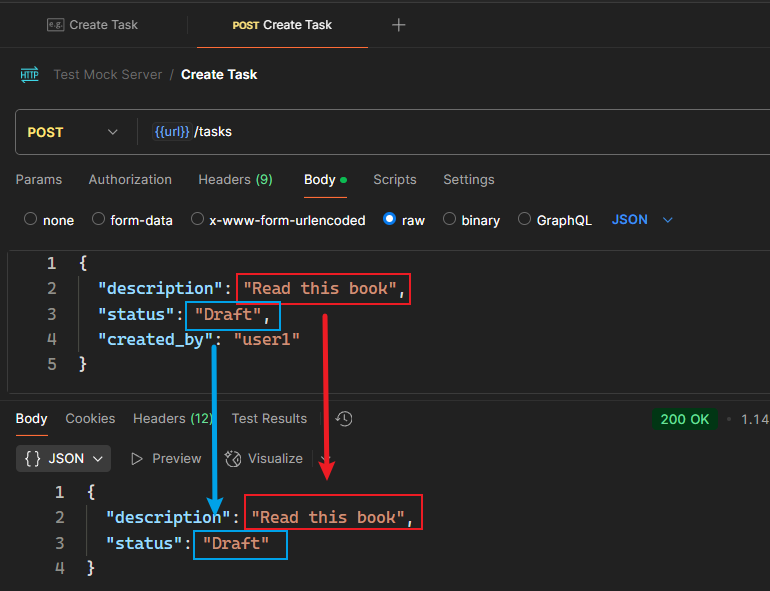 e.g. Create Task
POST Create Task
HTTP Test Mock Server / Create Task
POST {{url}} /tasks
Params Authorization Headers (9) Body Scripts Settings
none form-data x-www-form-urlencoded raw binary GraphQL JSON
1 {
2 "description": "Read this book",
3 "status": "Draft",
4 "created_by": "user1"
5 }
Body Cookies Headers (12) Test Results 200 OK • 1.14
{} JSON Preview Visualize
1 {
2 "description": "Read this book",
3 "status": "Draft"
4 }